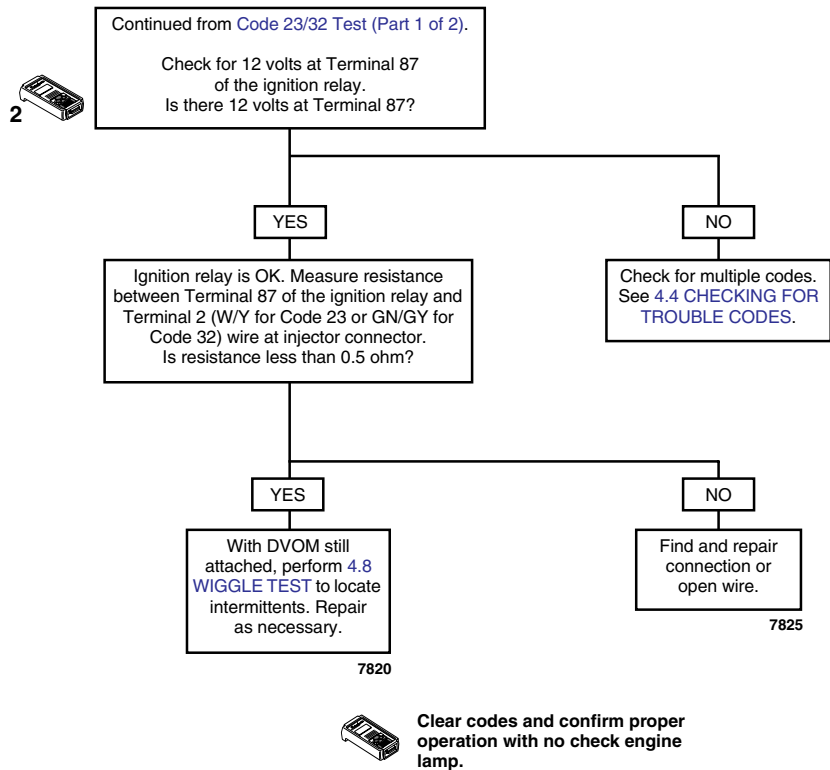 Continued from Code 23/32 Test (Part 1 of 2).
Check for 12 volts at Terminal 87
of the ignition relay.
Is there 12 volts at Terminal 87?
2
YES
NO
Ignition relay is OK. Measure resistance
between Terminal 87 of the ignition relay and
Terminal 2 (W/Y for Code 23 or GN/GY for
Code 32) wire at injector connector.
Is resistance less than 0.5 ohm?
Check for multiple codes.
See 4.4 CHECKING FOR
TROUBLE CODES.
YES
NO
With DVOM still
attached, perform 4.8
WIGGLE TEST to locate
intermittents. Repair
as necessary.
7820
Find and repair
connection or
open wire.
7825
Clear codes and confirm proper
operation with no check engine
lamp.